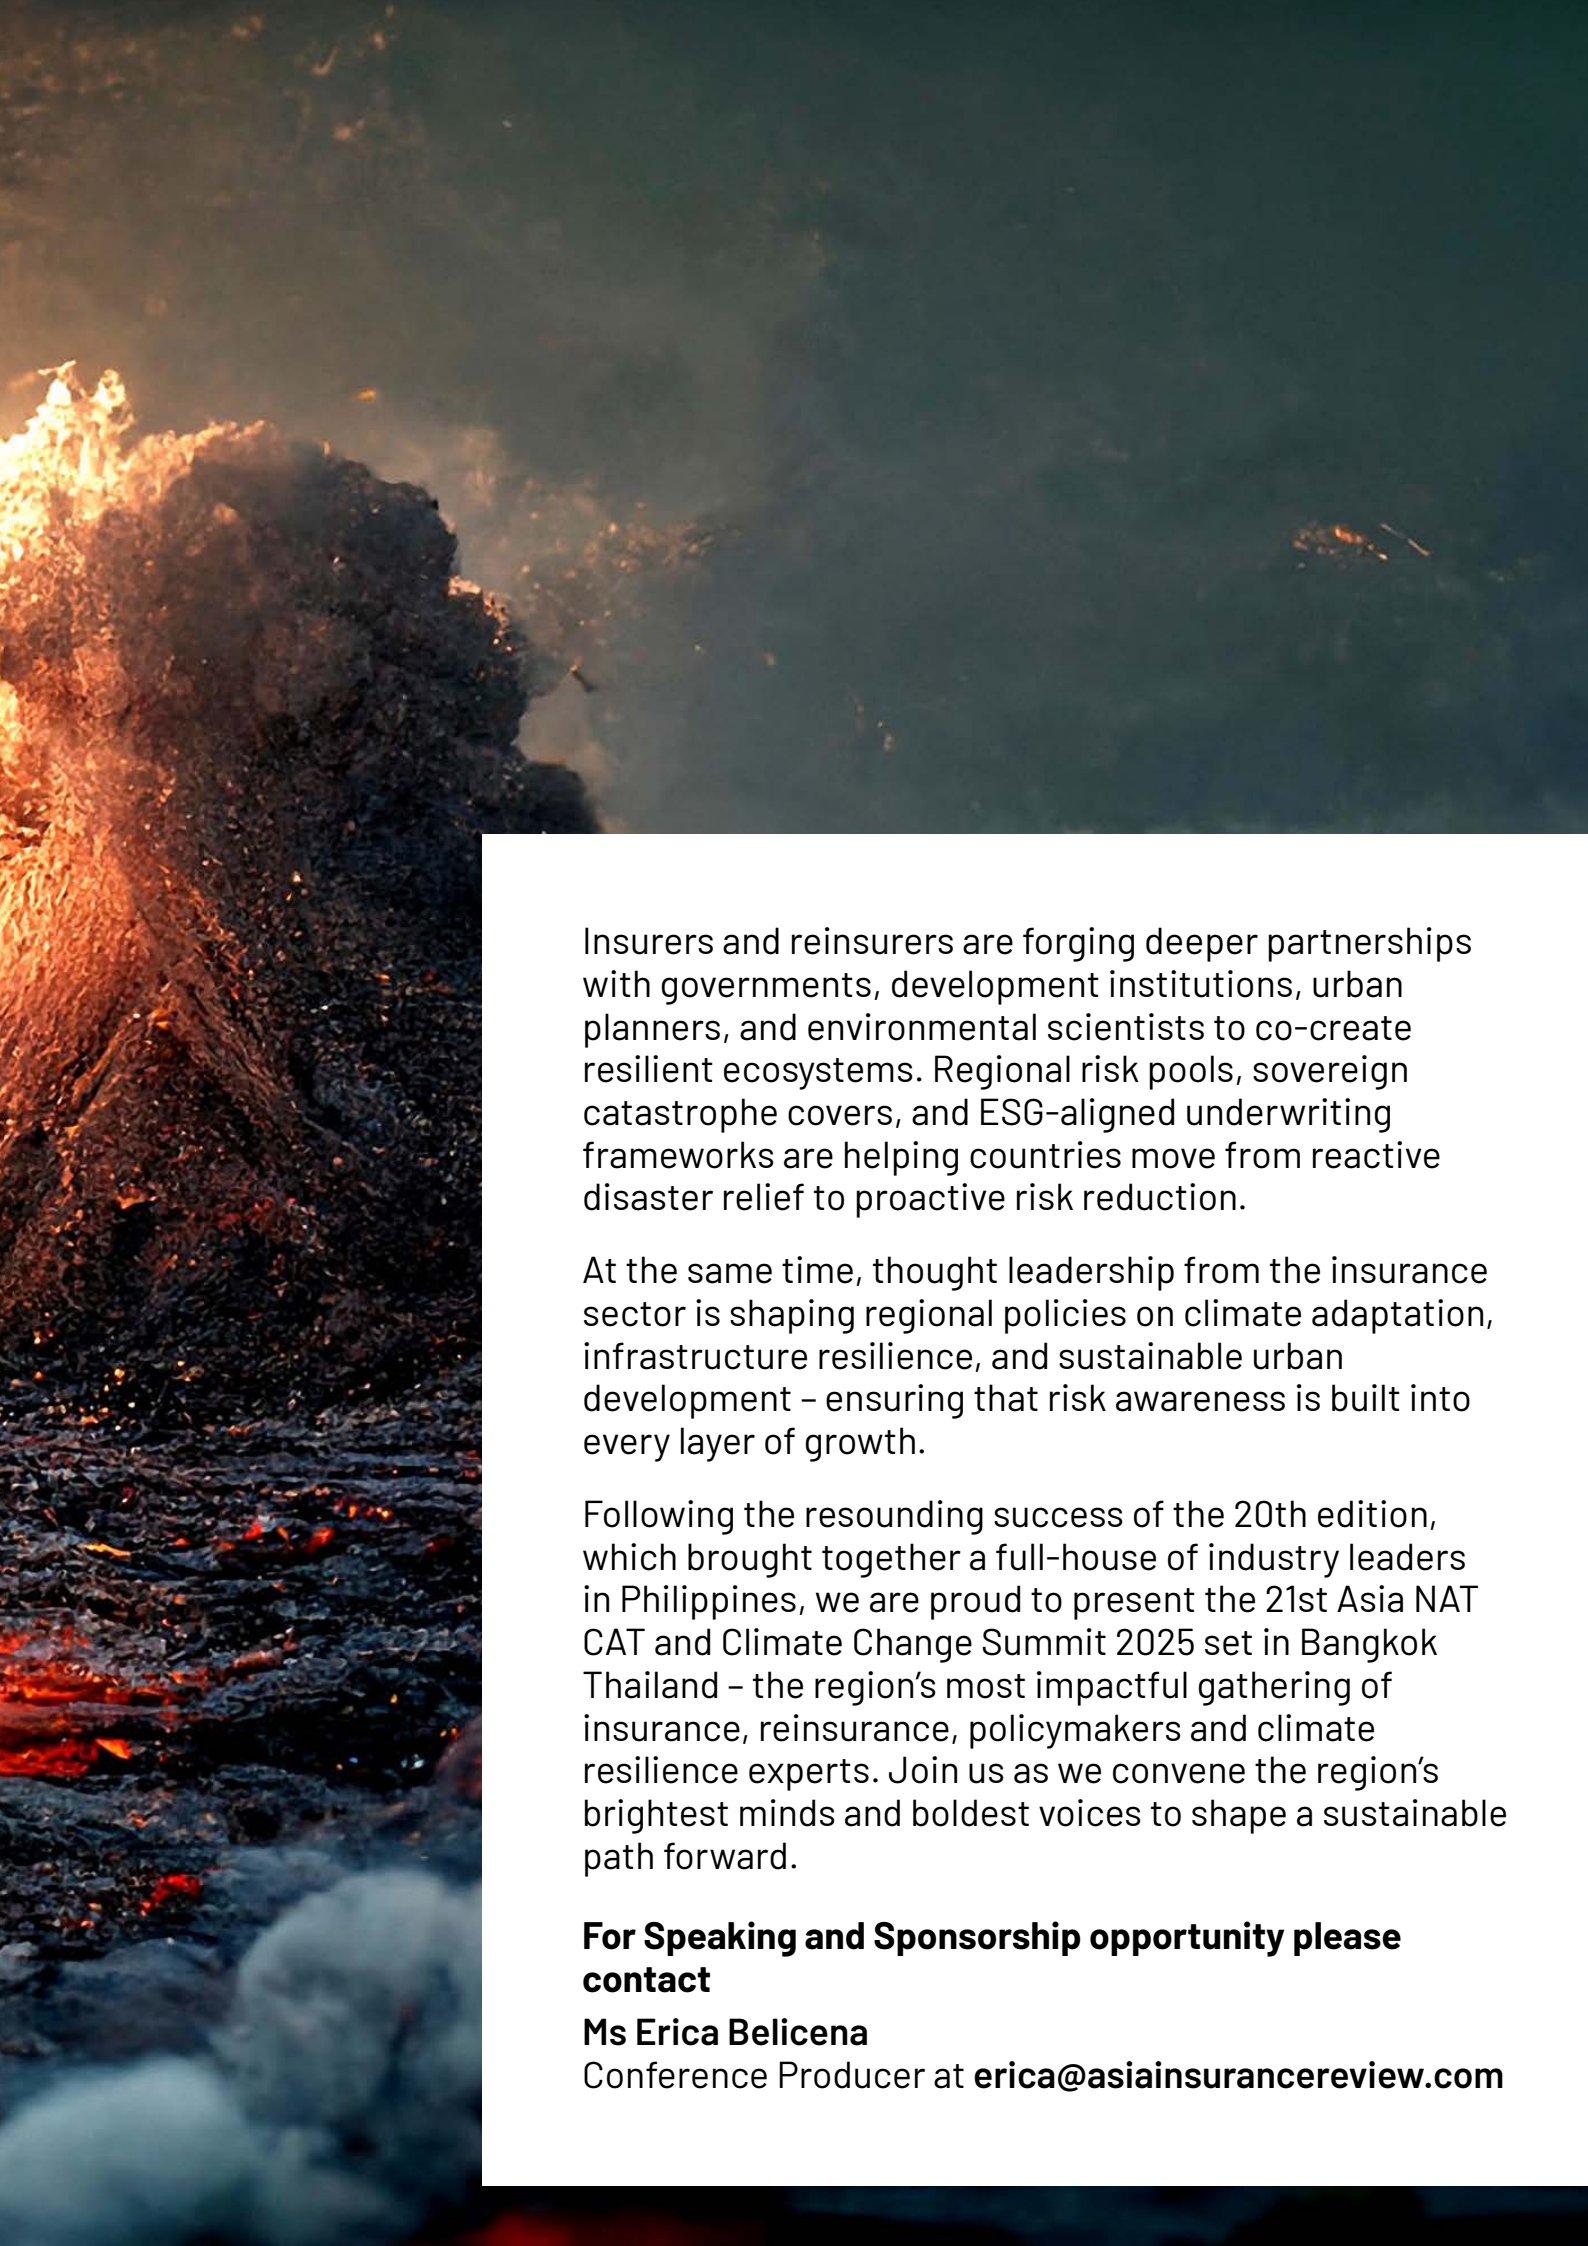 Insurers and reinsurers are forging deeper partnerships
with governments, development institutions, urban
planners, and environmental scientists to co-create
resilient ecosystems. Regional risk pools, sovereign
catastrophe covers, and ESG-aligned underwriting
frameworks are helping countries move from reactive
disaster relief to proactive risk reduction.
At the same time, thought leadership from the insurance
sector is shaping regional policies on climate adaptation,
infrastructure resilience, and sustainable urban
development – ensuring that risk awareness is built into
every layer of growth.
Following the resounding success of the 20th edition,
which brought together a full-house of industry leaders
in Philippines, we are proud to present the 21st Asia NAT
CAT and Climate Change Summit 2025 set in Bangkok
Thailand – the region’s most impactful gathering of
insurance, reinsurance, policymakers and climate
resilience experts. Join us as we convene the region’s
brightest minds and boldest voices to shape a sustainable
path forward.
For Speaking and Sponsorship opportunity please
contact
Ms Erica Belicena
Conference Producer at erica@asiainsurancereview.com